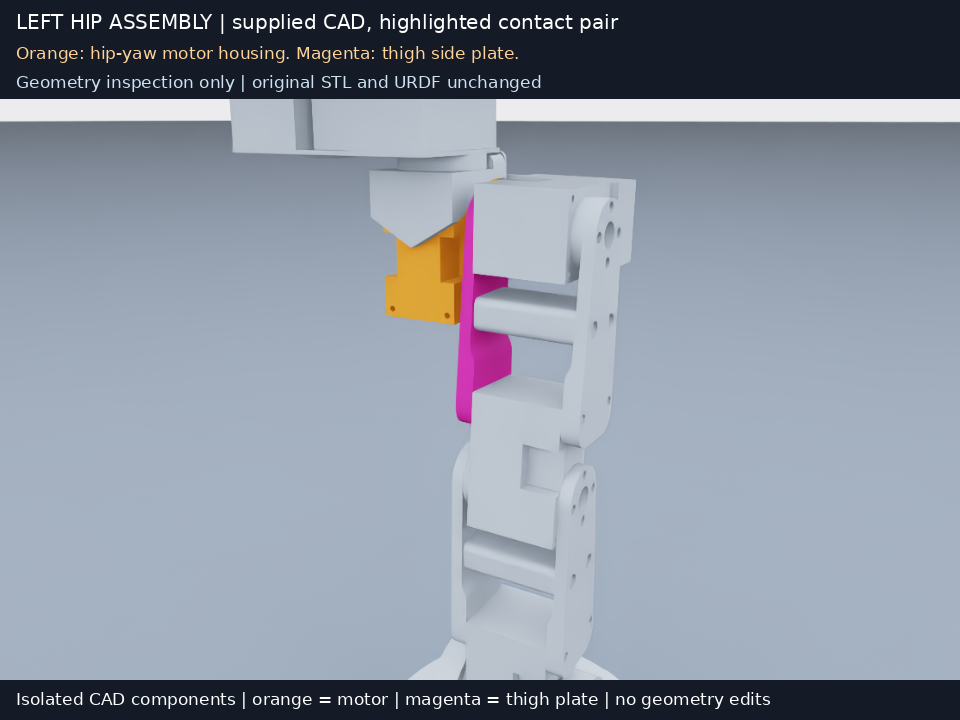 LEFT HIP ASSEMBLY | supplied CAD, highlighted contact pair
Orange: hip-yaw motor housing. Magenta: thigh side plate.
Geometry inspection only | original STL and URDF unchanged
Isolated CAD components | orange = motor | magenta = thigh plate | no geometry edits